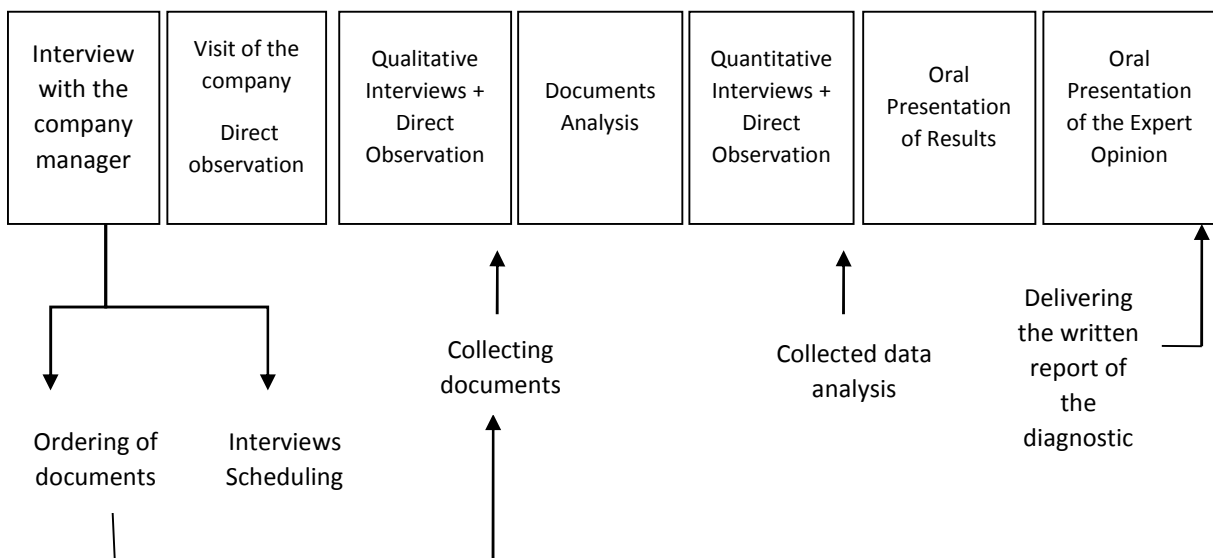 Interview
with the
company
manager
Visit of the
company
Direct
observation
Qualitative
Interviews +
Direct
Observation
Documents
Analysis
Quantitative
Interviews +
Direct
Observation
Oral
Presentation
of Results
Oral
Presentation
of the Expert
Opinion
Ordering of
documents
Interviews
Scheduling
Collecting
documents
Collected data
analysis
Delivering
the written
report of
the
diagnostic